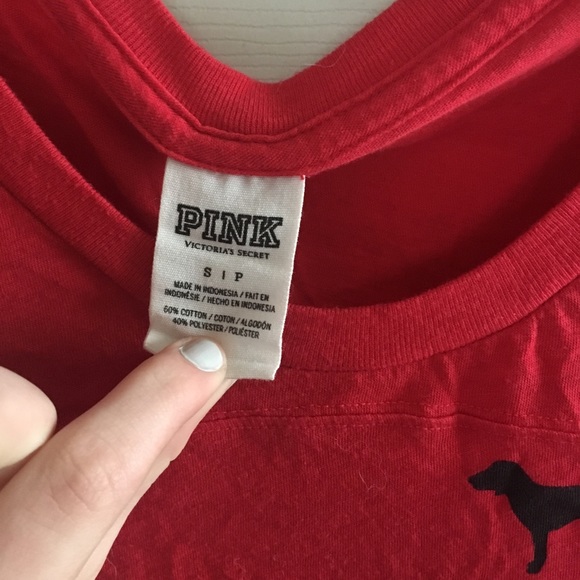 PINK
VICTORIA'S SECRET
S | P
MADE IN INDONESIA / FAIT EN
INDONÉSIE / HECHO EN INDONESIA
60% COTTON / COTON / ALGODÓN
40% POLYESTER / POLIÉSTER